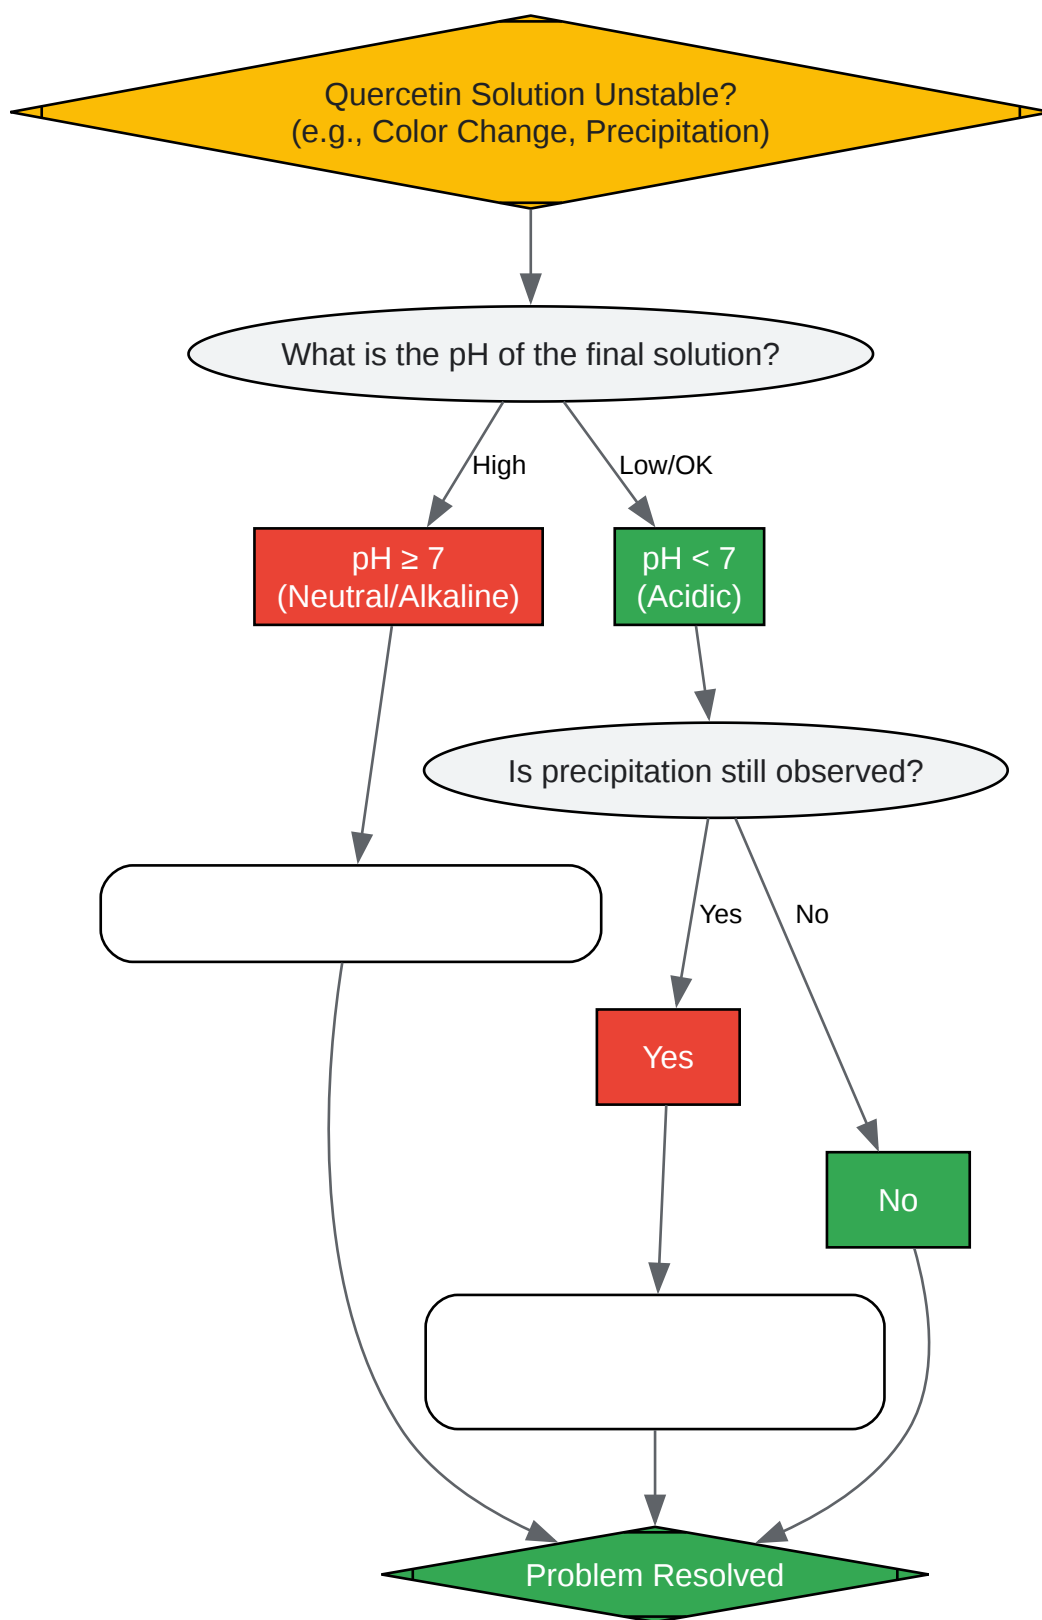 Quercetin Solution Unstable?
(e.g., Color Change, Precipitation)
What is the pH of the final solution?
High
Low/OK
pH ≥ 7
(Neutral/Alkaline)
pH < 7
(Acidic)
Is precipitation still observed?
Yes
No
Yes
No
Problem Resolved